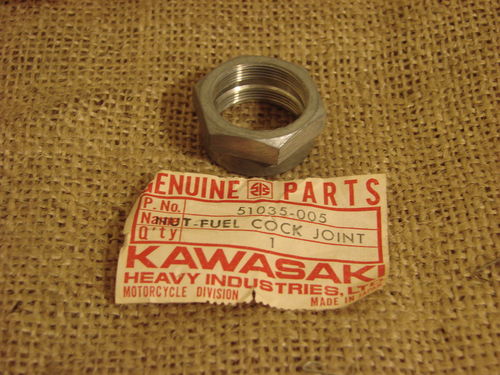 GENUINE PARTS
P.No. 51035-005
Name NUT-FUEL COCK JOINT
Q'ty 1
KAWASAKI
HEAVY INDUSTRIES, LTD
MOTORCYCLE DIVISION MADE IN